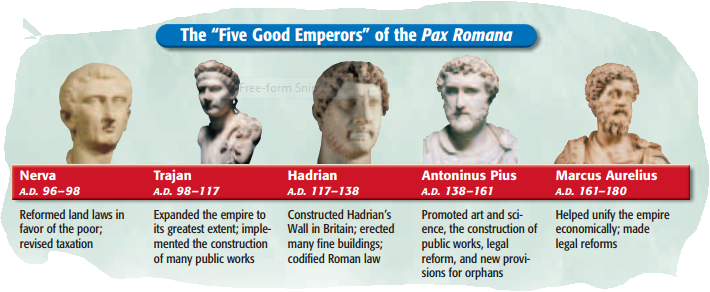 The "Five Good Emperors" of the Pax Romana
Free-form Snip
Nerva
A.D. 96–98
Reformed land laws in
favor of the poor;
revised taxation
Trajan
A.D. 98–117
Expanded the empire to
its greatest extent; imple-
mented the construction
of many public works
Hadrian
A.D. 117–138
Constructed Hadrian's
Wall in Britain; erected
many fine buildings;
codified Roman law
Antoninus Pius
A.D. 138–161
Promoted art and sci-
ence, the construction of
public works, legal
reform, and new provi-
sions for orphans
Marcus Aurelius
A.D. 161–180
Helped unify the empire
economically; made
legal reforms